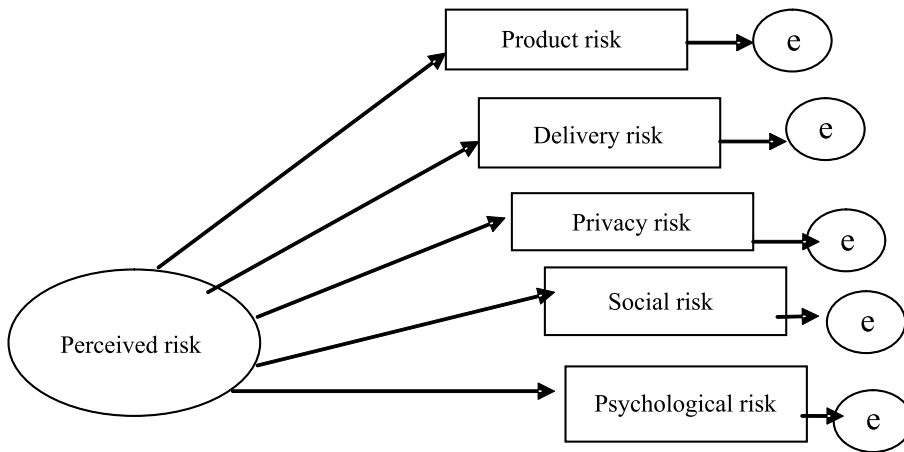 Product risk
e
Delivery risk
e
Privacy risk
e
Social risk
e
Perceived risk
Psychological risk
e